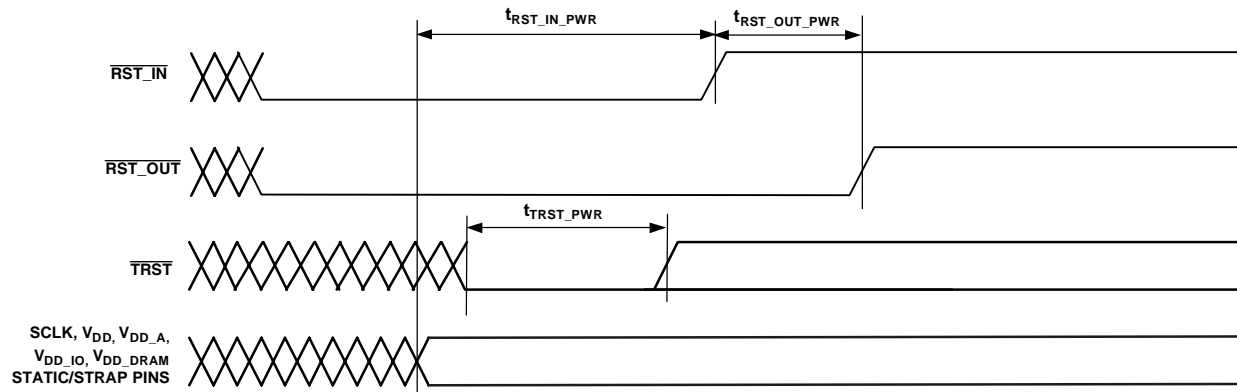 tRST_IN_PWR
tRST_OUT_PWR
RST_IN
RST_OUT
tTRST_PWR
TRST
SCLK, VDD, VDD_A,
VDD_IO, VDD_DRAM
STATIC/STRAP PINS